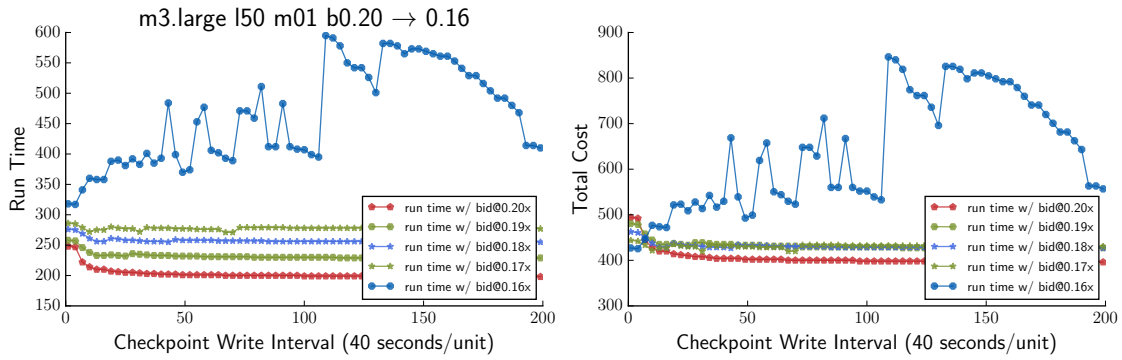 m3.large l50 m01 b0.20 → 0.16
600
550
500
450
400
350
300
250
200
150
Run Time
0 50 100 150 200
Checkpoint Write Interval (40 seconds/unit)
run time w/ bid@0.20x
run time w/ bid@0.19x
run time w/ bid@0.18x
run time w/ bid@0.17x
run time w/ bid@0.16x
900
800
700
600
500
400
300
Total Cost
0 50 100 150 200
Checkpoint Write Interval (40 seconds/unit)
run time w/ bid@0.20x
run time w/ bid@0.19x
run time w/ bid@0.18x
run time w/ bid@0.17x
run time w/ bid@0.16x